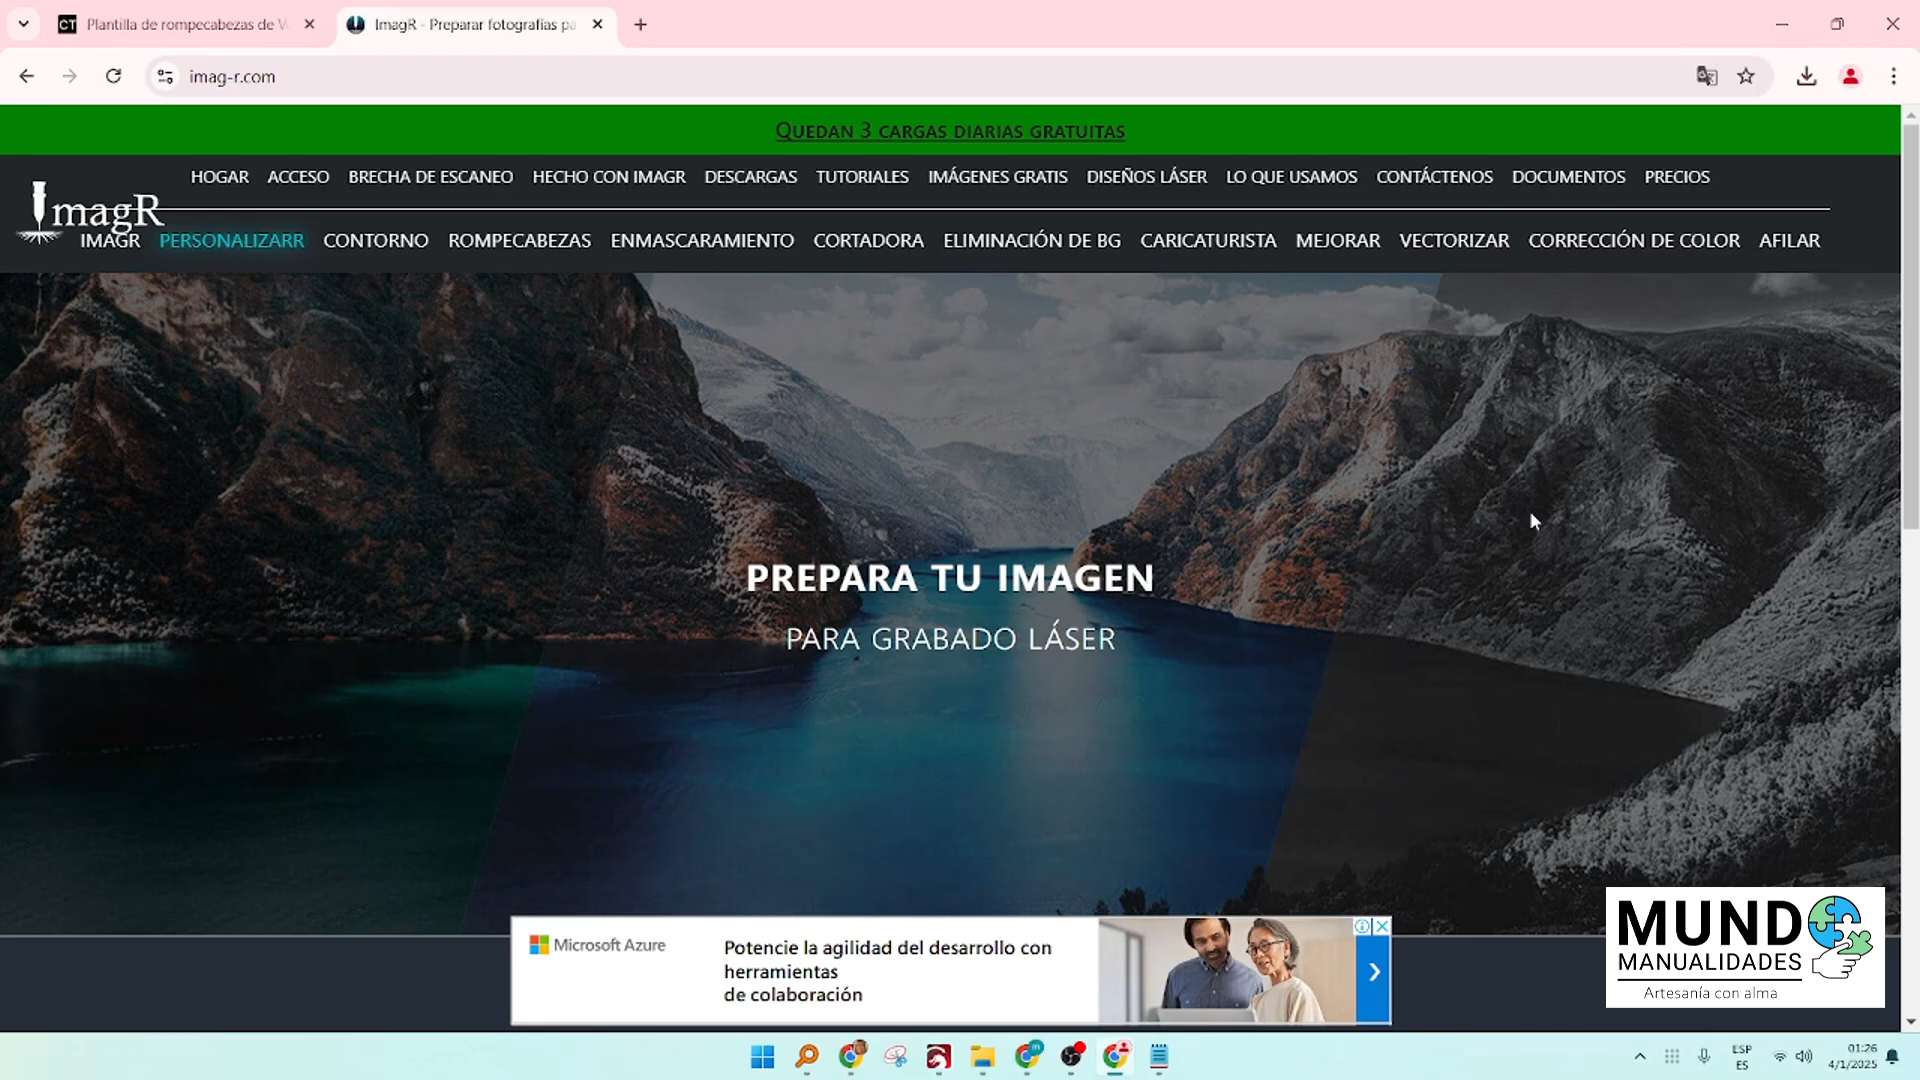 CT Plantilla de rompecabezas de V
ImagR - Preparar fotografías pa
imag-r.com
Quedan 3 cargas diarias gratuitas
HOGAR ACCESO BRECHA DE ESCANEO HECHO CON IMAGR DESCARGAS TUTORIALES IMÁGENES GRATIS DISEÑOS LÁSER LO QUE USAMOS CONTÁCTENOS DOCUMENTOS PRECIOS
ImagR
IMAGR PERSONALIZARR CONTORNO ROMPECABEZAS ENMASCARAMIENTO CORTADORA ELIMINACIÓN DE BG CARICATURISTA MEJORAR VECTORIZAR CORRECCIÓN DE COLOR AFILAR
PREPARA TU IMAGEN
PARA GRABADO LÁSER
Microsoft Azure
Potencie la agilidad del desarrollo con
herramientas
de colaboración
MUNDO
MANUALIDADES
Artesanía con alma
ESP
ES
01:26
4/1/2025